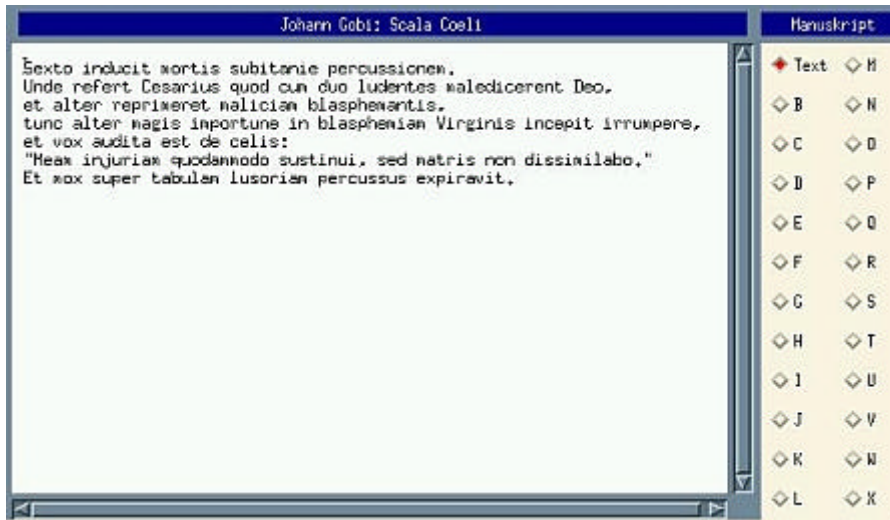 Johann Gobi: Scala Coeli
Sexto inducit mortis subitanie percussionem.
Unde refert Cesarius quod cum duo ludentes maledicerent Deo,
et alter reprimeret maliciam blasphemantis,
tunc alter magis importune in blasphemiam Virginis incepit irrumpere,
et vox audita est de celis:
"Meam injuriam quodammodo sustinui, sed matris non dissimilabo."
Et mox super tabulam lusoriam percussus expiravit.
Manuskript
Text M
B N
C O
D P
E Q
F R
G S
H T
I U
J V
K W
L X